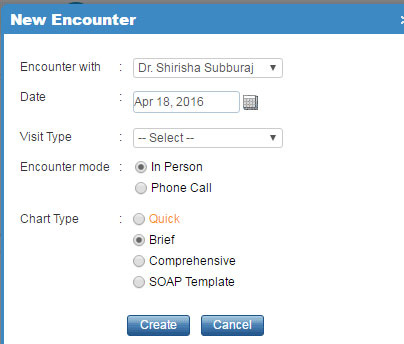 New Encounter
Encounter with : Dr. Shirisha Subburaj
Date : Apr 18, 2016
Visit Type : -- Select --
Encounter mode : In Person
Phone Call
Chart Type : Quick
Brief
Comprehensive
SOAP Template
Create Cancel